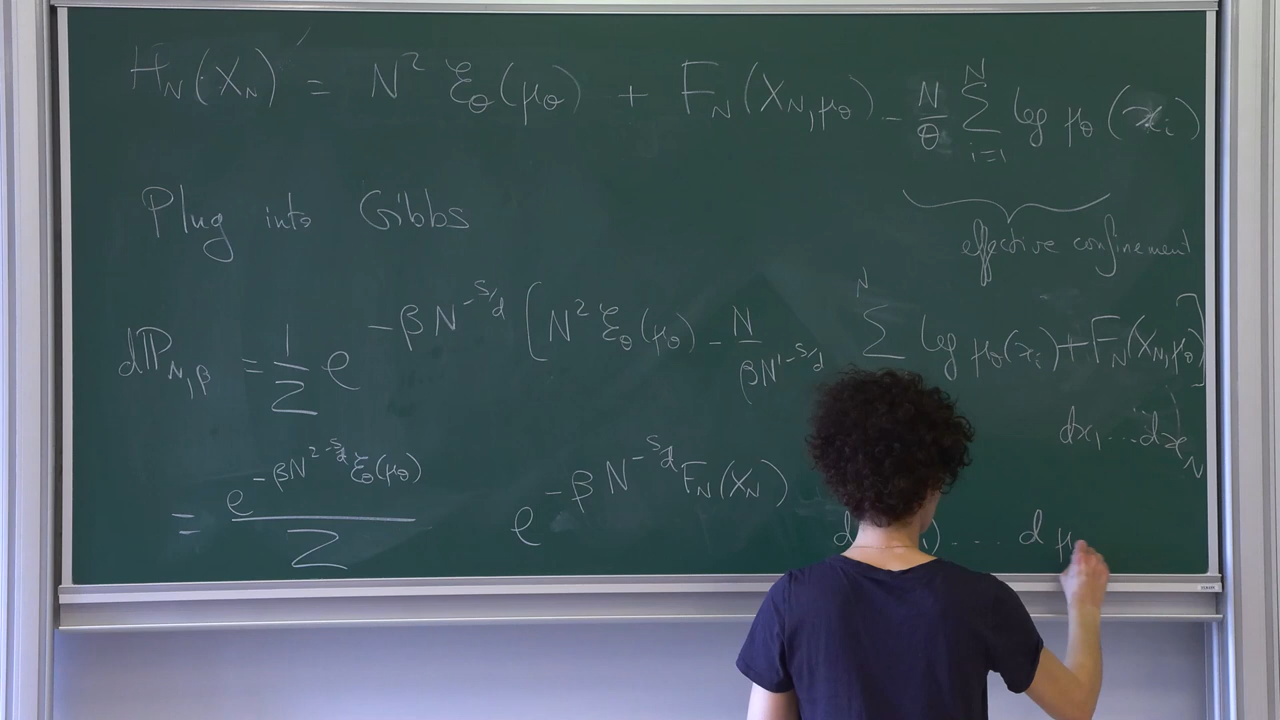 H_N(X_N) = N² ℰ_θ(μ_θ) + F_N(X_N, μ_θ) - N/θ ∑_{i=1}^N log μ_θ(x_i)
effective confinement
Plug into Gibbs
dℙ_{N,β} = 1/Z e^{-βN^{-s/d} [N² ℰ_θ(μ_θ) - N/(βN^{1-s/d}) ∑^N log μ_θ(x_i) + F_N(X_N, μ_θ)]}
dx_1...dx_N
= e^{-βN^{2-s/d} ℰ_θ(μ_θ)}/Z e^{-βN^{-s/d} F_N(X_N)} d ) .... dμ